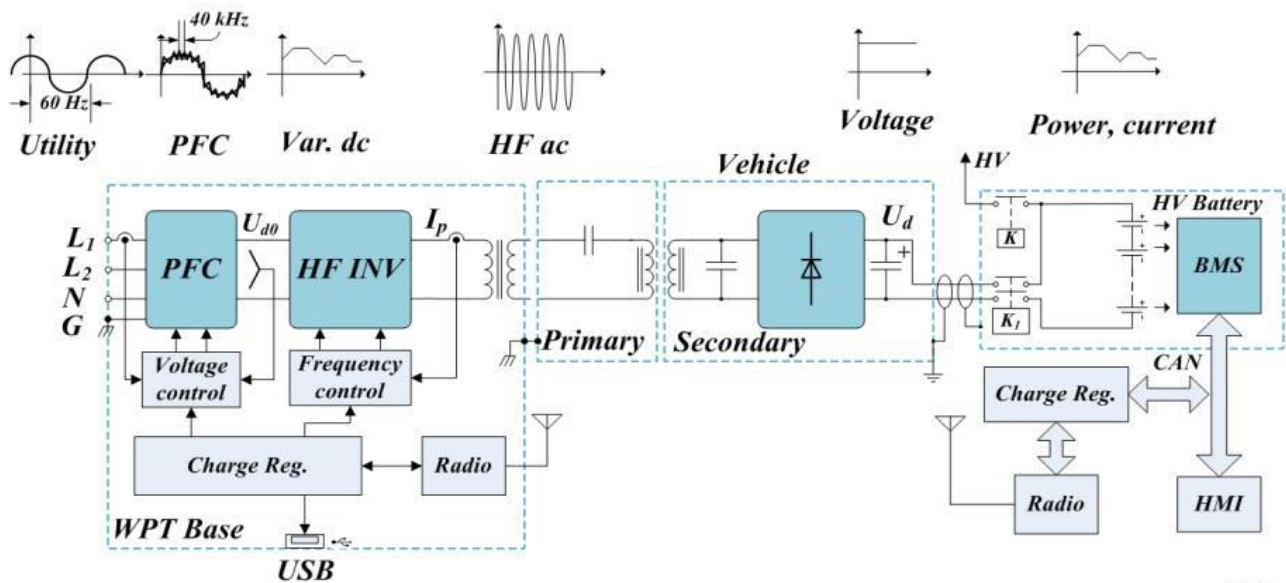 40 kHz
60 Hz
Utility
PFC
Var. dc
HF ac
Voltage
Power, current
Vehicle
HV
L1
L2
N
G
PFC
Ud0
HF INV
Ip
Ud
K
K1
HV Battery
BMS
Primary
Secondary
Voltage
control
Frequency
control
CAN
Charge Reg.
Charge Reg.
Radio
Radio
HMI
WPT Base
USB